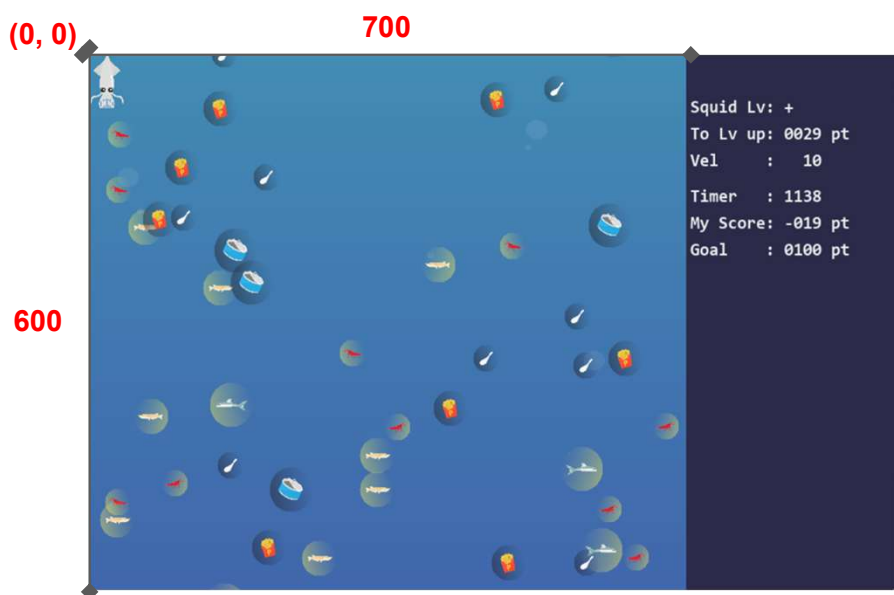 (0, 0)
700
600
Squid Lv: +
To Lv up: 0029 pt
Vel : 10
Timer : 1138
My Score: -019 pt
Goal : 0100 pt